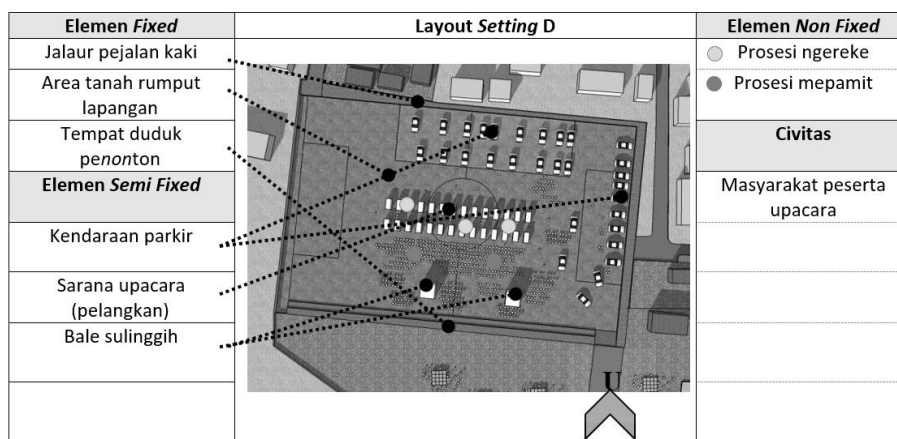 Elemen Fixed
Jalaur pejalan kaki
Area tanah rumput
lapangan
Tempat duduk
penonton
Elemen Semi Fixed
Kendaraan parkir
Sarana upacara
(pelangkan)
Bale sulinggih
Layout Setting D
U
Elemen Non Fixed
Prosesi ngereke
Prosesi mepamit
Civitas
Masyarakat peserta
upacara